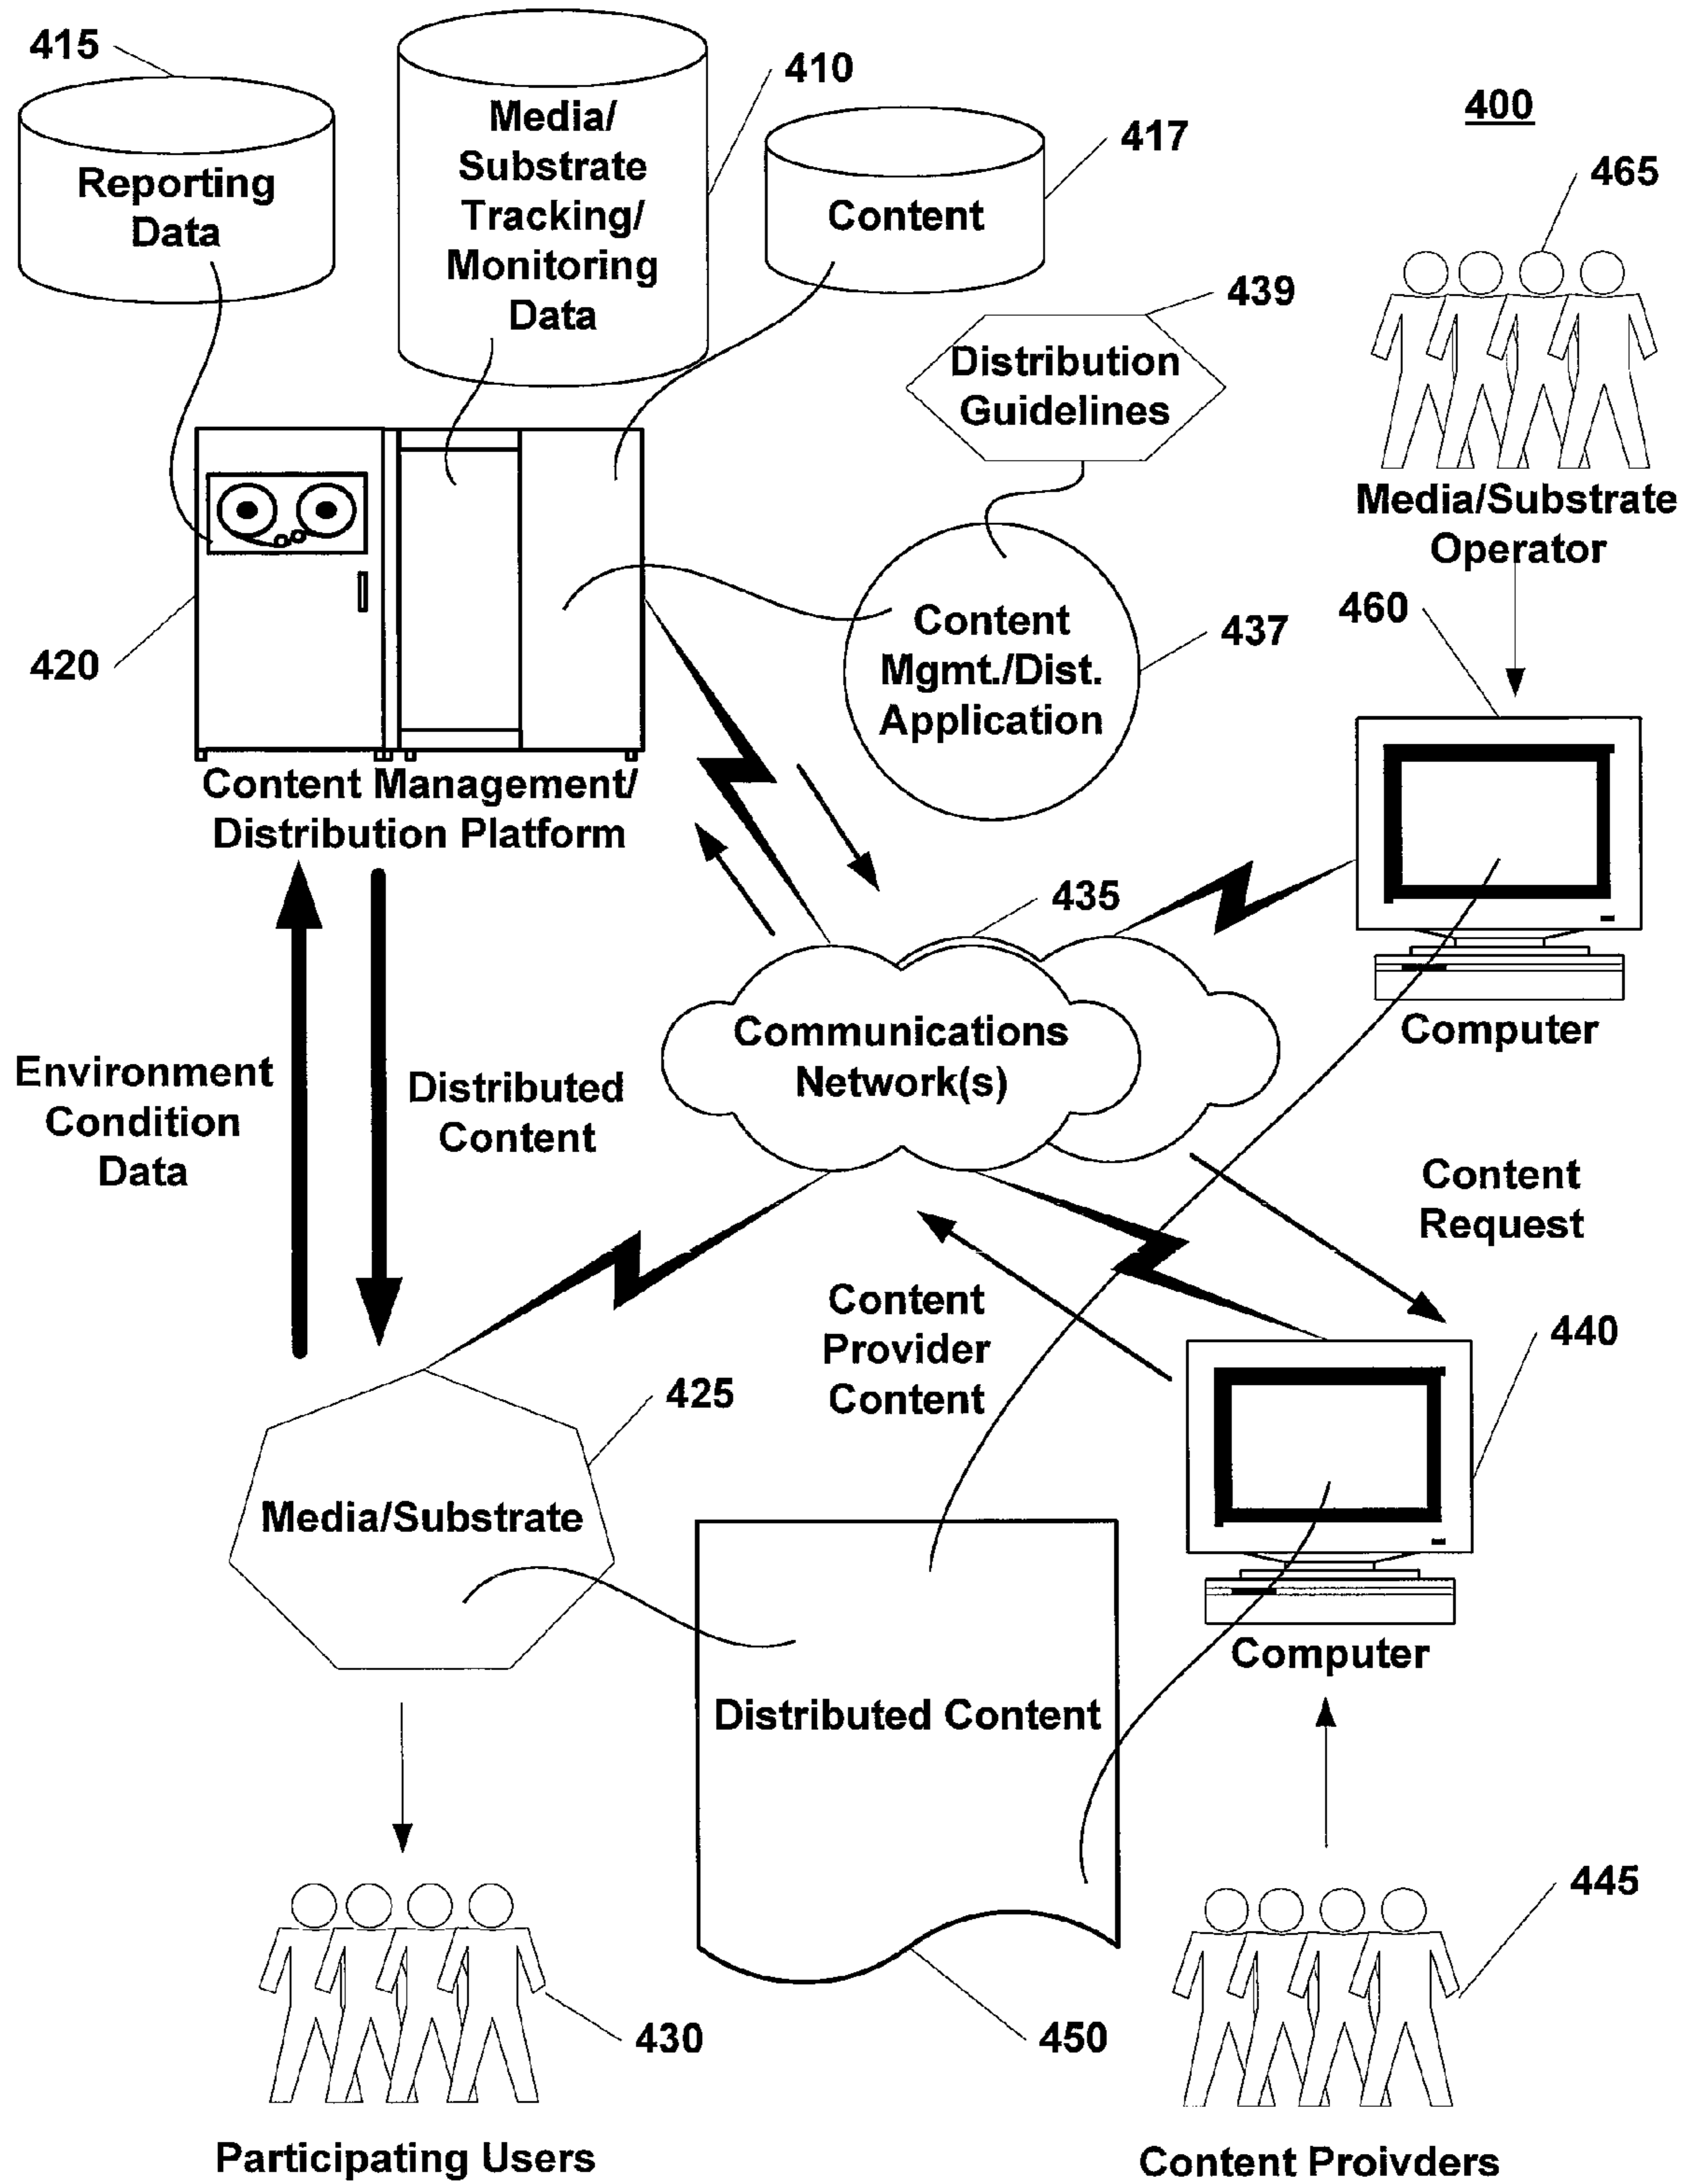 415
410
400
417
465
Reporting
Data
Media/
Substrate
Tracking/
Monitoring
Data
Content
439
Distribution
Guidelines
Media/Substrate
Operator
460
420
437
Content
Mgmt./Dist.
Application
Content Management/
Distribution Platform
435
Communications
Network(s)
Computer
Environment
Condition
Data
Distributed
Content
Content
Request
Content
Provider
Content
440
425
Media/Substrate
Computer
Distributed Content
445
430
450
Participating Users
Content Proivders